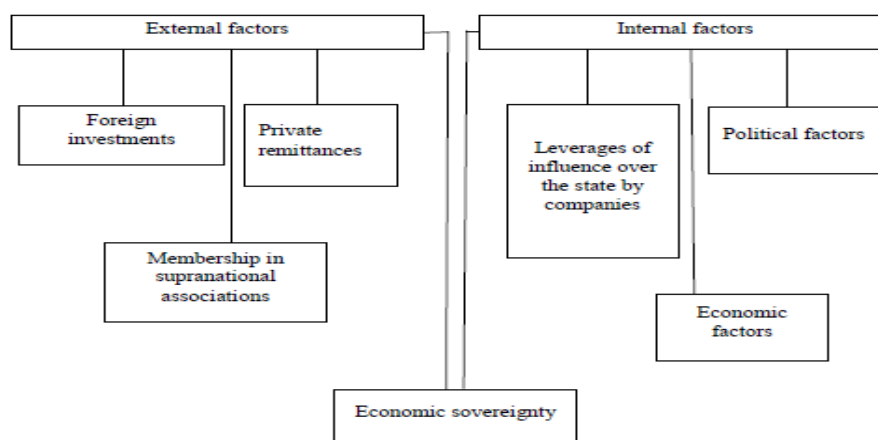 External factors
Internal factors
Foreign
investments
Private
remittances
Leverages of
influence over
the state by
companies
Political factors
Membership in
supranational
associations
Economic
factors
Economic sovereignty